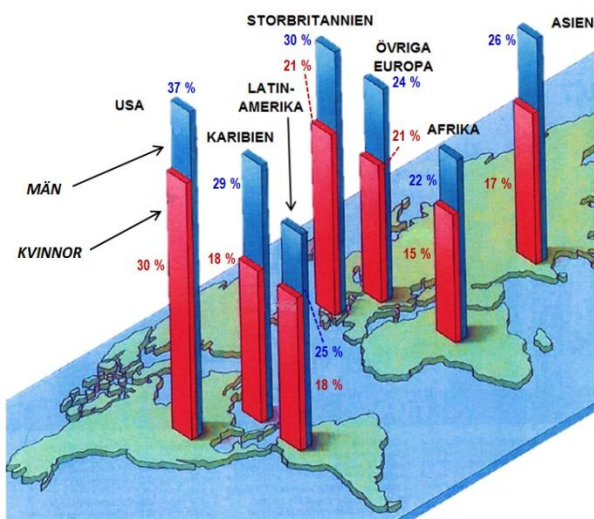 STORBRITANNIEN
30 %
21 %
ASIEN
26 %
17 %
ÖVRIGA
EUROPA
24 %
21 %
LATIN-
AMERIKA
25 %
18 %
USA
37 %
30 %
KARIBIEN
29 %
18 %
AFRIKA
22 %
15 %
MÄN
KVINNOR